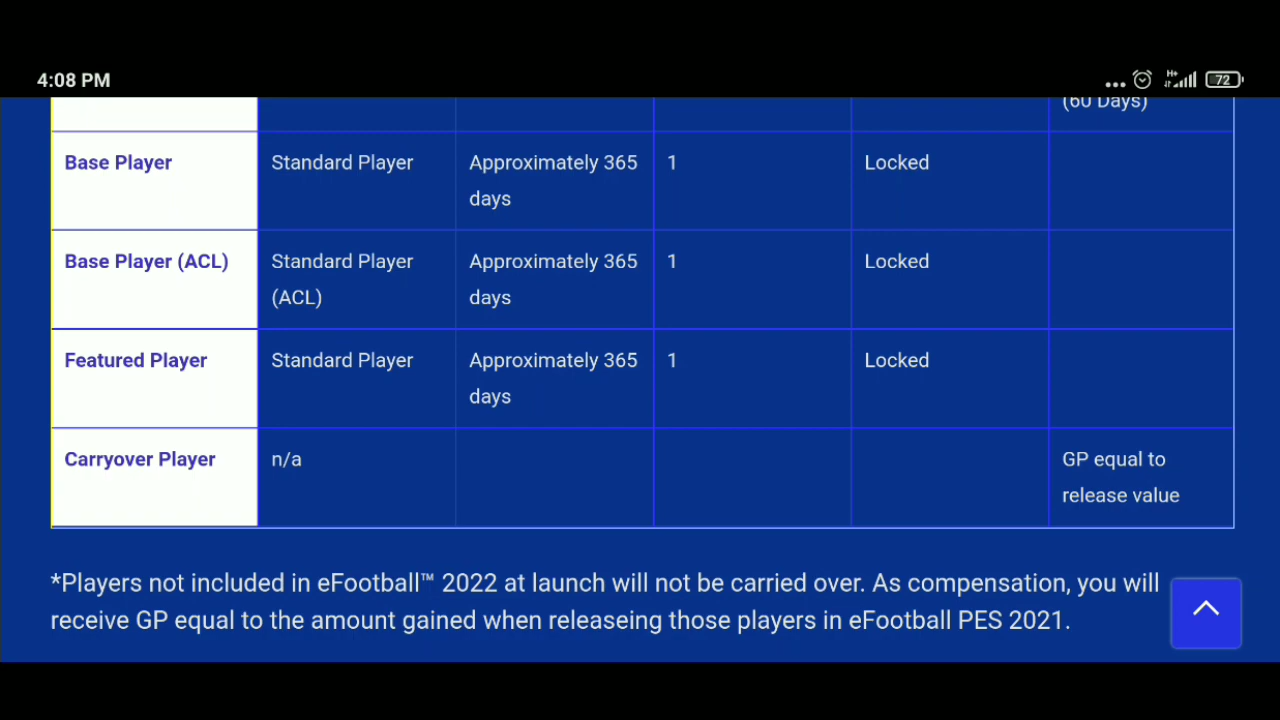 4:08 PM
H+
72
(60 Days)
Base Player Standard Player Approximately 365 1 Locked
days
Base Player (ACL) Standard Player Approximately 365 1 Locked
(ACL) days
Featured Player Standard Player Approximately 365 1 Locked
days
Carryover Player n/a GP equal to
release value
*Players not included in eFootball™ 2022 at launch will not be carried over. As compensation, you will
receive GP equal to the amount gained when releaseing those players in eFootball PES 2021.